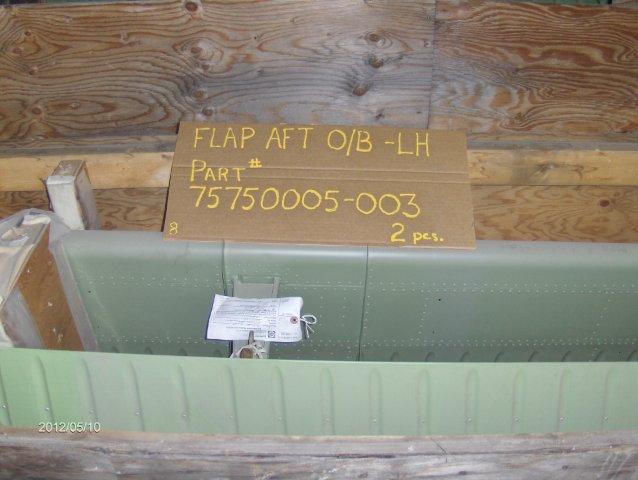 FLAP AFT O/B -LH
PART#
75750005-003
2 pcs.
8
2012/05/10